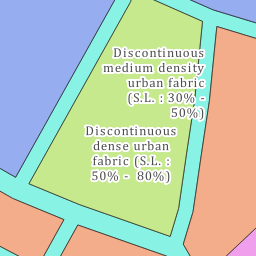 Discontinuous
medium density
urban fabric
(S.L. : 30% -
50%)
Discontinuous
dense urban
fabric (S.L. :
50% -  80%)